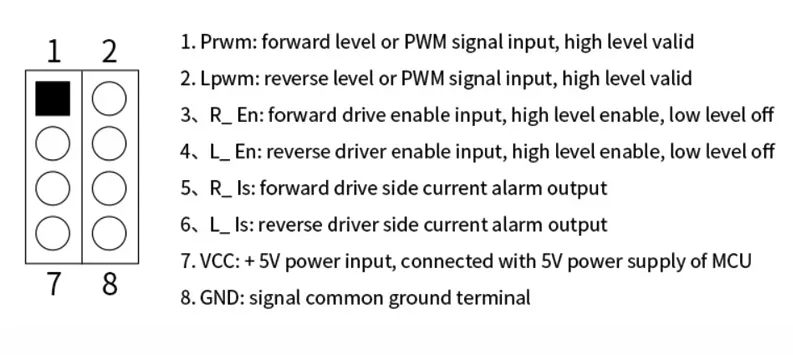 1 2
1. Prwm: forward level or PWM signal input, high level valid
2. Lpwm: reverse level or PWM signal input, high level valid
3、R_ En: forward drive enable input, high level enable, low level off
4、L_ En: reverse driver enable input, high level enable, low level off
5、R_ Is: forward drive side current alarm output
6、L_ Is: reverse driver side current alarm output
7. VCC: + 5V power input, connected with 5V power supply of MCU
7 8
8. GND: signal common ground terminal